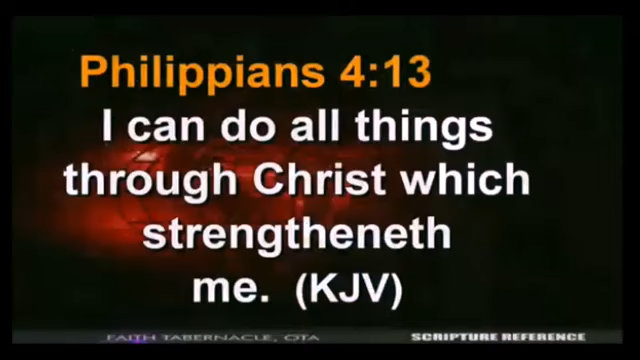 Philippians 4:13
I can do all things
through Christ which
strengtheneth
me.  (KJV)
FAITH TABERNACLE, OTA
SCRIPTURE REFERENCE